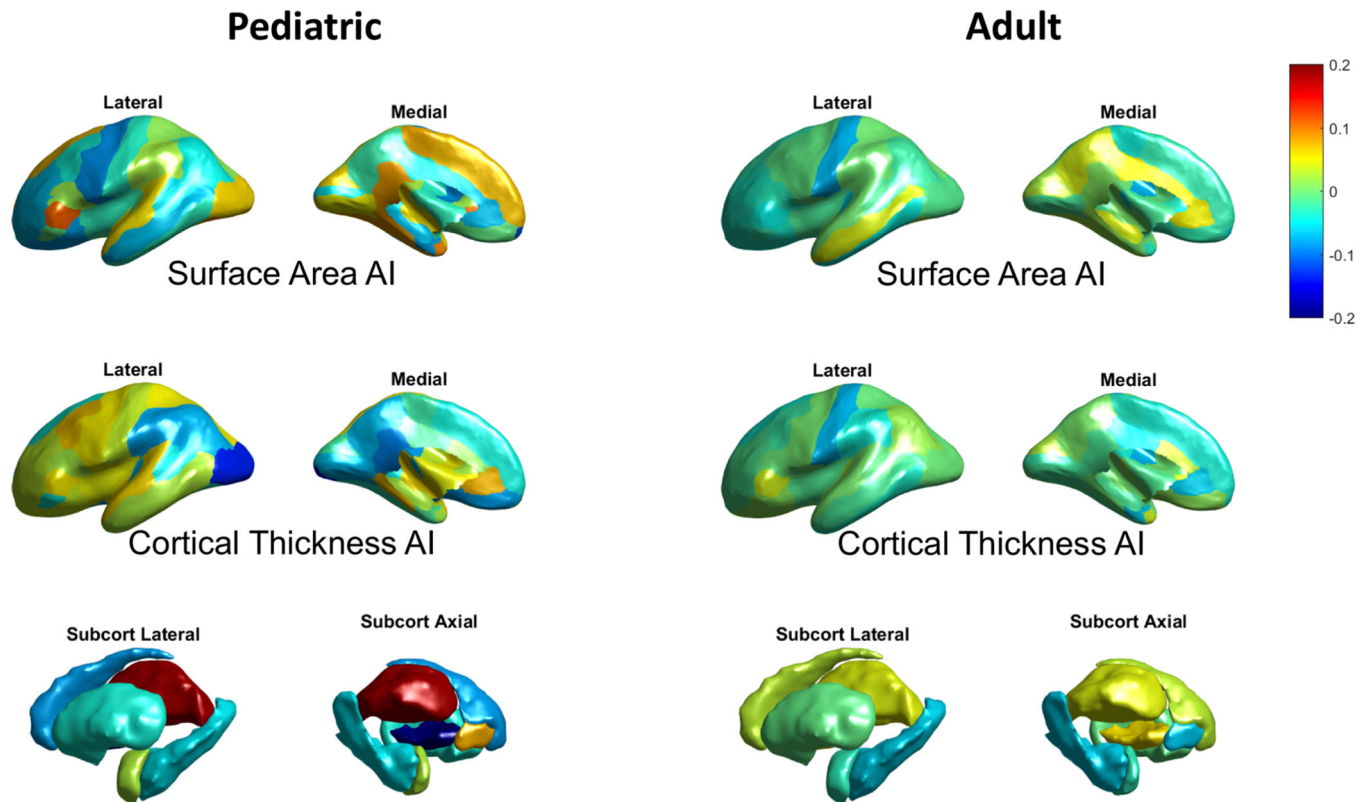 Pediatric
Adult
Lateral
Medial
Lateral
Medial
0.2
0.1
0
-0.1
-0.2
Surface Area AI
Surface Area AI
Lateral
Medial
Lateral
Medial
Cortical Thickness AI
Cortical Thickness AI
Subcort Lateral
Subcort Axial
Subcort Lateral
Subcort Axial